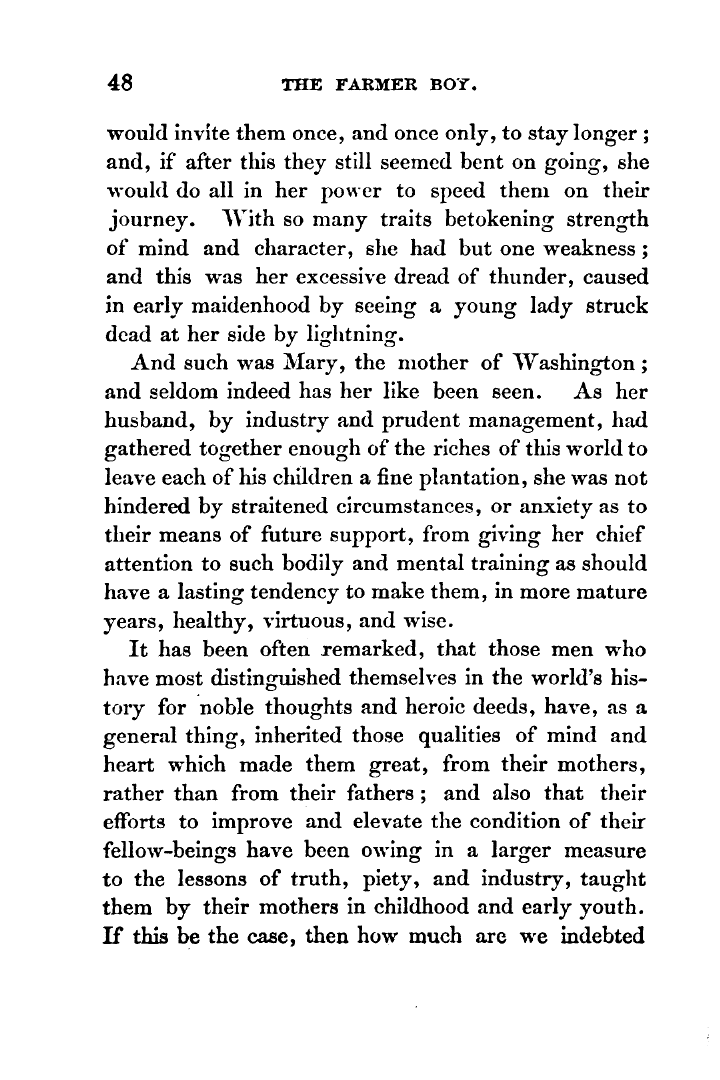 48 THE FARMER BOY.
would invite them once, and once only, to stay longer ;
and, if after this they still seemed bent on going, she
would do all in her power to speed them on their
journey. With so many traits betokening strength
of mind and character, she had but one weakness ;
and this was her excessive dread of thunder, caused
in early maidenhood by seeing a young lady struck
dead at her side by lightning.
And such was Mary, the mother of Washington ;
and seldom indeed has her like been seen. As her
husband, by industry and prudent management, had
gathered together enough of the riches of this world to
leave each of his children a fine plantation, she was not
hindered by straitened circumstances, or anxiety as to
their means of future support, from giving her chief
attention to such bodily and mental training as should
have a lasting tendency to make them, in more mature
years, healthy, virtuous, and wise.
It has been often remarked, that those men who
have most distinguished themselves in the world's his-
tory for noble thoughts and heroic deeds, have, as a
general thing, inherited those qualities of mind and
heart which made them great, from their mothers,
rather than from their fathers ; and also that their
efforts to improve and elevate the condition of their
fellow-beings have been owing in a larger measure
to the lessons of truth, piety, and industry, taught
them by their mothers in childhood and early youth.
If this be the case, then how much are we indebted